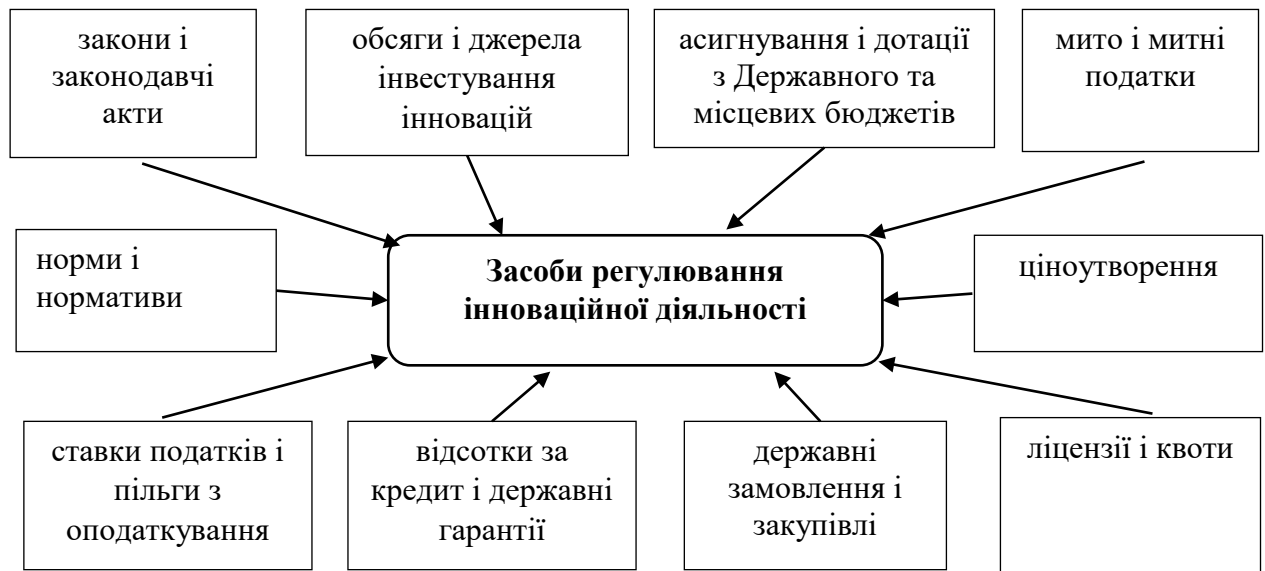 закони і
законодавчі
акти
обсяги і джерела
інвестування
інновацій
асигнування і дотації
з Державного та
місцевих бюджетів
мито і митні
податки
норми і
нормативи
Засоби регулювання
інноваційної діяльності
ціноутворення
ставки податків і
пільги з
оподаткування
відсотки за
кредит і державні
гарантії
державні
замовлення і
закупівлі
ліцензії і квоти